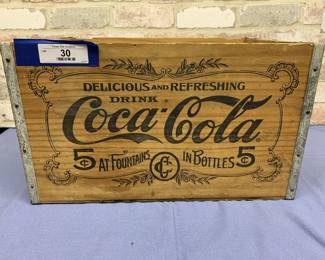 30
DELICIOUS AND REFRESHING
DRINK
Coca-Cola
5¢ AT FOUNTAINS IN BOTTLES 5¢
CC